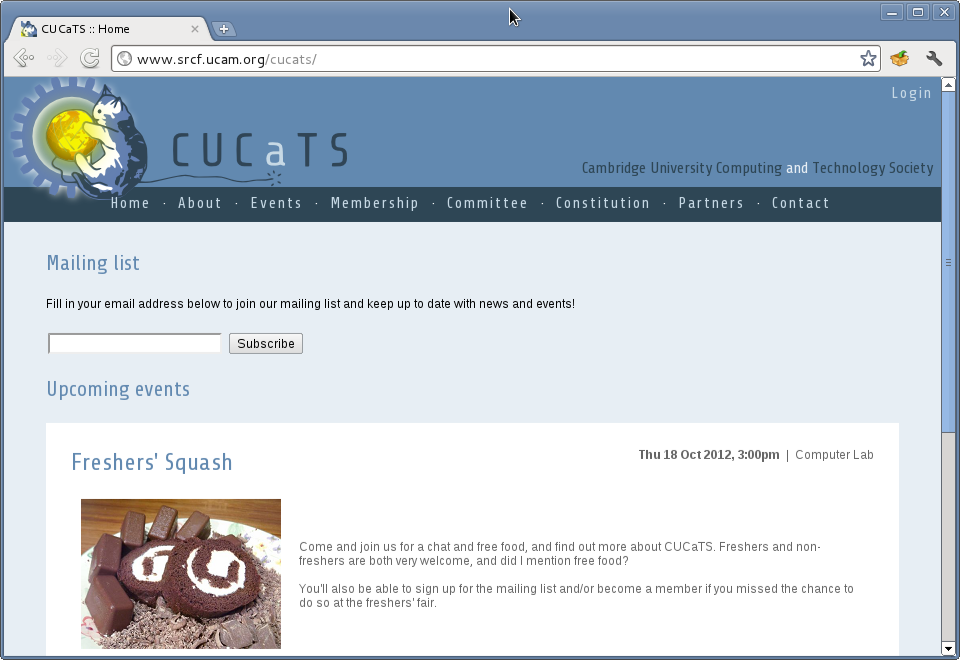 CUCaTS :: Home
www.srcf.ucam.org/cucats/
Login
CUCaTS
Cambridge University Computing and Technology Society
Home · About · Events · Membership · Committee · Constitution · Partners · Contact
Mailing list
Fill in your email address below to join our mailing list and keep up to date with news and events!
Subscribe
Upcoming events
Freshers' Squash
Thu 18 Oct 2012, 3:00pm | Computer Lab
Come and join us for a chat and free food, and find out more about CUCaTS. Freshers and non-
freshers are both very welcome, and did I mention free food?
You'll also be able to sign up for the mailing list and/or become a member if you missed the chance to
do so at the freshers' fair.